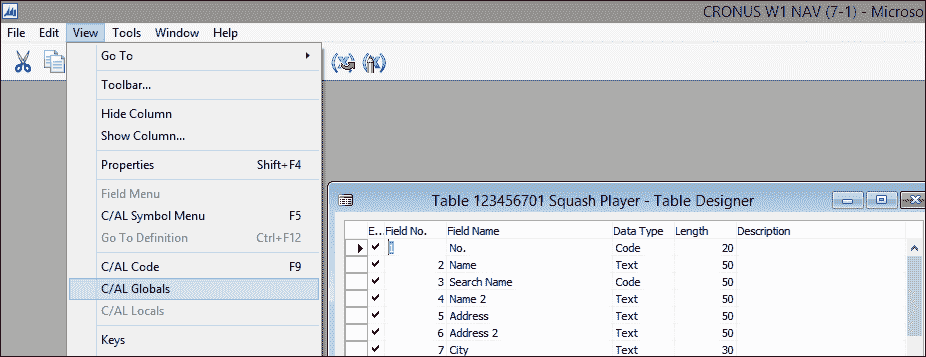 CRONUS W1 NAV (7-1) - Microso
File Edit View Tools Window Help
Go To
Toolbar...
Hide Column
Show Column...
Properties Shift+F4
Field Menu
C/AL Symbol Menu F5
Go To Definition Ctrl+F12
C/AL Code F9
C/AL Globals
C/AL Locals
Keys
Table 123456701 Squash Player - Table Designer
E... Field No. Field Name Data Type Length Description
1 No. Code 20
2 Name Text 50
3 Search Name Code 50
4 Name 2 Text 50
5 Address Text 50
6 Address 2 Text 50
7 City Text 30